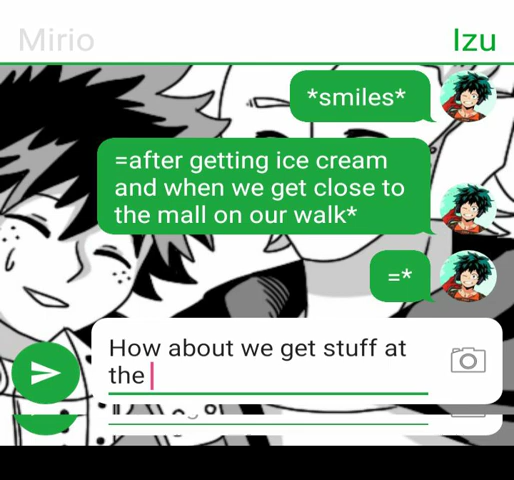 Mirio
Izu
*smiles*
=after getting ice cream
and when we get close to
the mall on our walk*
=*
How about we get stuff at
the